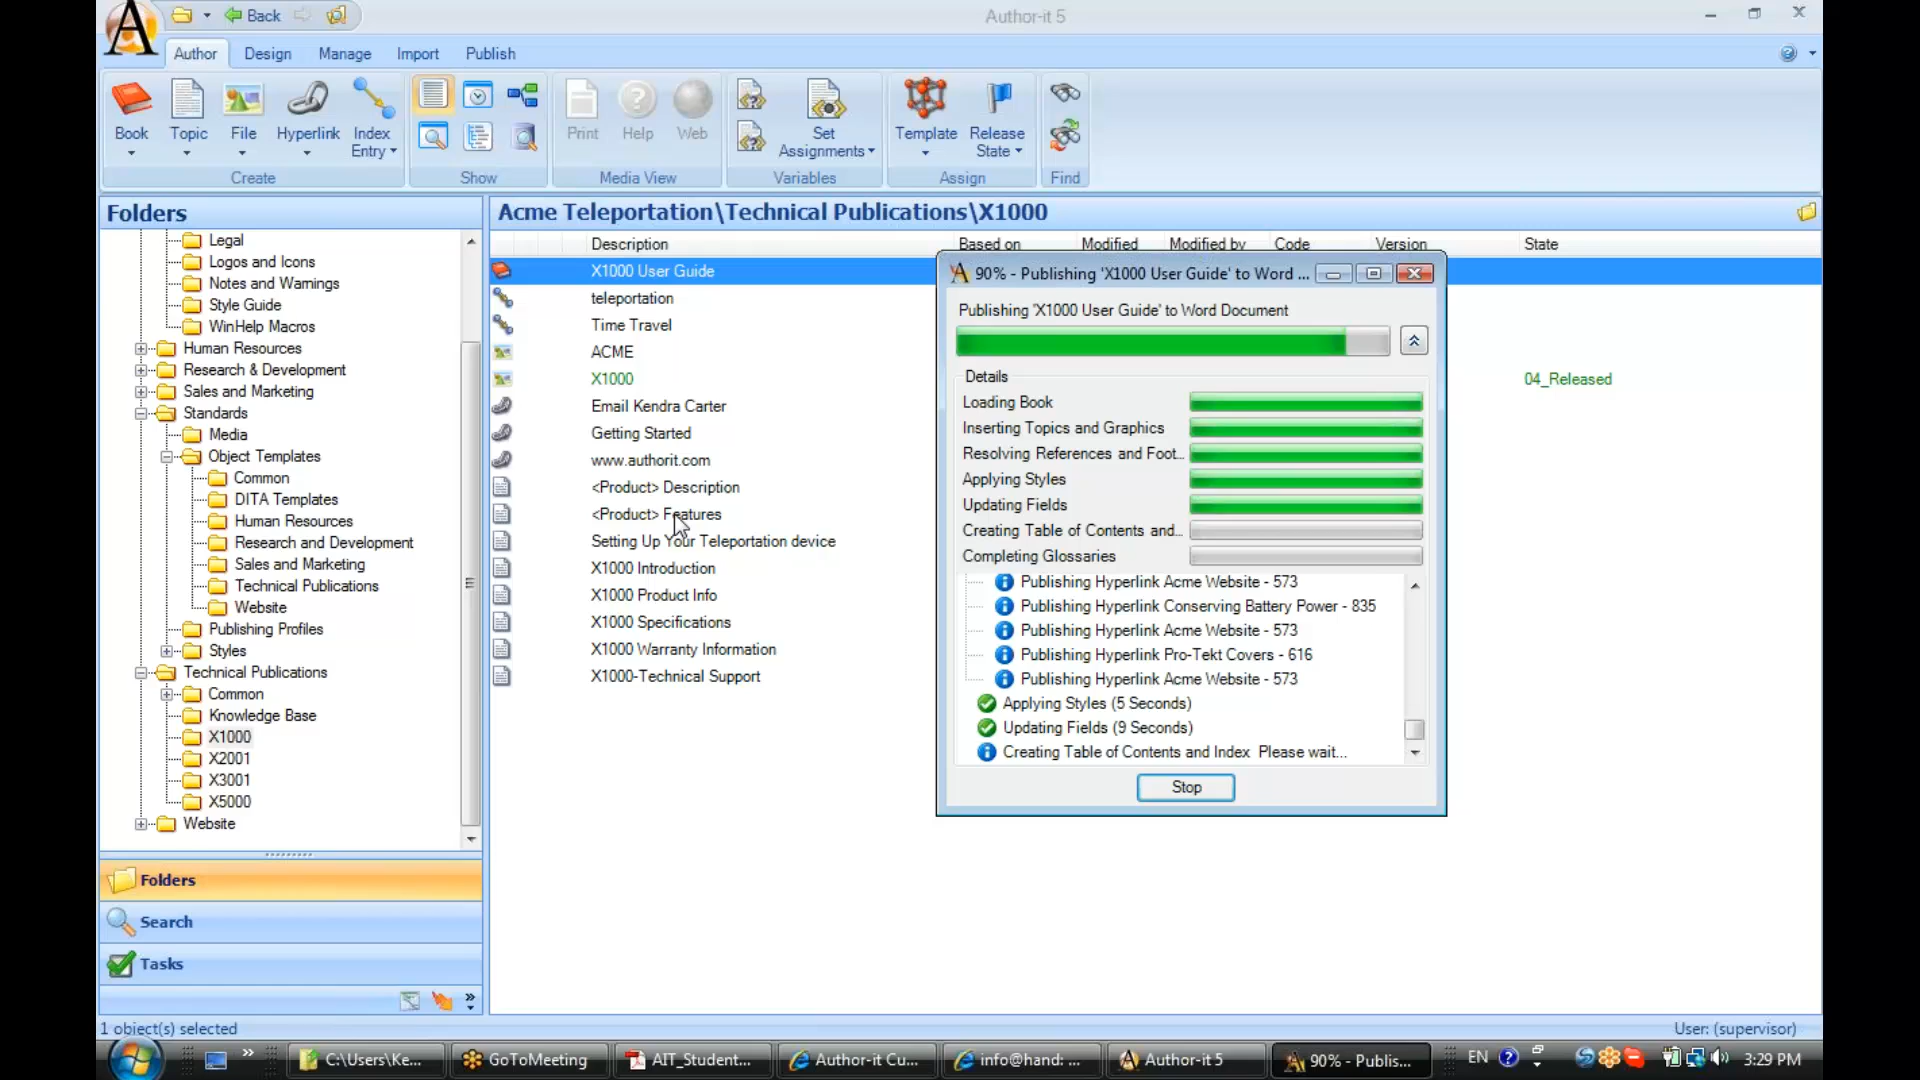 Back
Author-it 5
Author
Design
Manage
Import
Publish
Book
Topic
File
Hyperlink
Index
Entry
Print
Help
Web
Set
Assignments
Template
Release
State
Create
Show
Media View
Variables
Assign
Find
Folders
Acme Teleportation\Technical Publications\X1000
Legal
Logos and Icons
Notes and Warnings
Style Guide
WinHelp Macros
Human Resources
Research & Development
Sales and Marketing
Standards
Media
Object Templates
Common
DITA Templates
Human Resources
Research and Development
Sales and Marketing
Technical Publications
Website
Publishing Profiles
Styles
Technical Publications
Common
Knowledge Base
X1000
X2001
X3001
X5000
Website
Folders
Search
Tasks
Description
Based on
Modified
Modified by
Code
Version
State
X1000 User Guide
teleportation
Time Travel
ACME
X1000
04_Released
Email Kendra Carter
Getting Started
www.authorit.com
<Product> Description
<Product> Features
Setting Up Your Teleportation device
X1000 Introduction
X1000 Product Info
X1000 Specifications
X1000 Warranty Information
X1000-Technical Support
90% - Publishing 'X1000 User Guide' to Word ...
Publishing 'X1000 User Guide' to Word Document
Details
Loading Book
Inserting Topics and Graphics
Resolving References and Foot...
Applying Styles
Updating Fields
Creating Table of Contents and...
Completing Glossaries
Publishing Hyperlink Acme Website - 573
Publishing Hyperlink Conserving Battery Power - 835
Publishing Hyperlink Acme Website - 573
Publishing Hyperlink Pro-Tekt Covers - 616
Publishing Hyperlink Acme Website - 573
Applying Styles (5 Seconds)
Updating Fields (9 Seconds)
Creating Table of Contents and Index Please wait...
Stop
1 object(s) selected
User: (supervisor)
C:\Users\Ke...
GoToMeeting
AIT_Student...
Author-it Cu...
info@hand: ...
Author-it 5
90% - Publis...
EN
3:29 PM